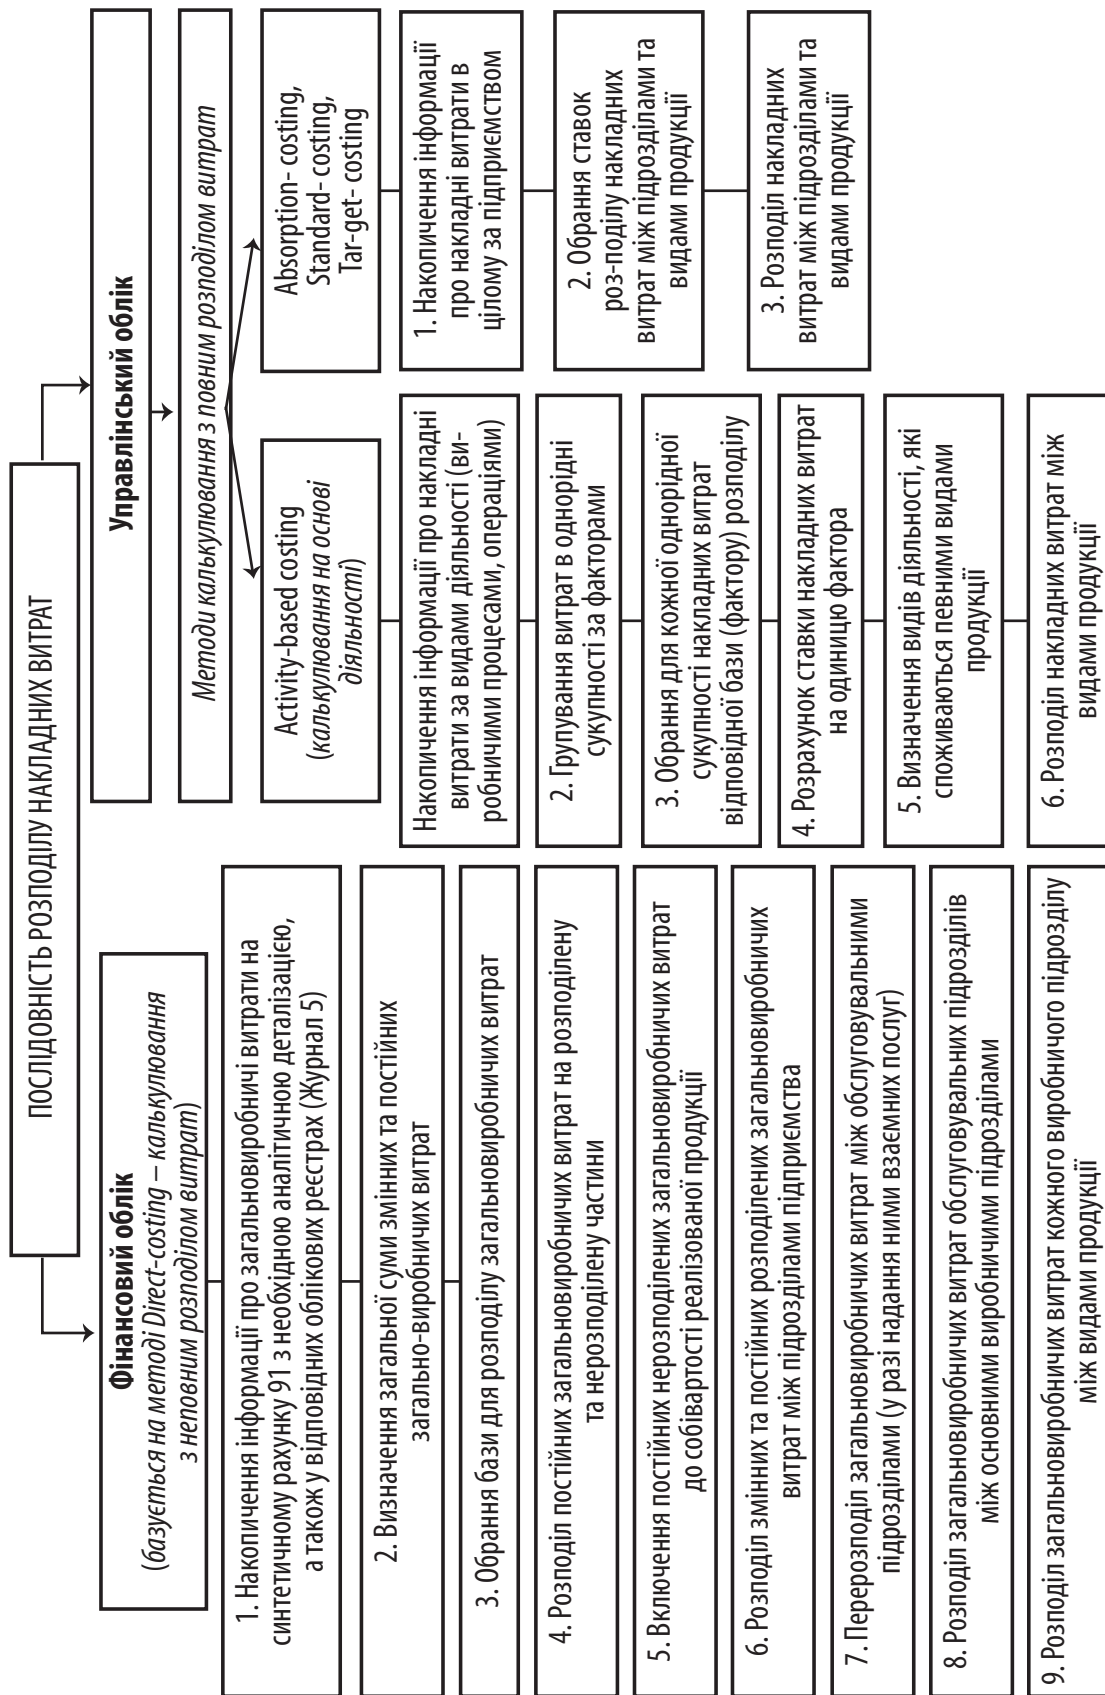 ПОСЛІДОВНІСТЬ РОЗПОДІЛУ НАКЛАДНИХ ВИТРАТ
Фінансовий облік
(базується на методі Direct-costing – калькулювання
з неповним розподілом витрат)
1. Накопичення інформації про загальновиробничі витрати на
синтетичному рахунку 91 з необхідною аналітичною деталізацією,
а також у відповідних облікових реєстрах (Журнал 5)
2. Визначення загальної суми змінних та постійних
загально-виробничих витрат
3. Обрання бази для розподілу загальновиробничих витрат
4. Розподіл постійних загальновиробничих витрат на розподілену
та нерозподілену частини
5. Включення постійних нерозподілених загальновиробничих витрат
до собівартості реалізованої продукції
6. Розподіл змінних та постійних розподілених загальновиробничих
витрат між підрозділами підприємства
7. Перерозподіл загальновиробничих витрат між обслуговувальними
підрозділами (у разі надання ними взаємних послуг)
8. Розподіл загальновиробничих витрат обслуговувальних підрозділів
між основними виробничими підрозділами
9. Розподіл загальновиробничих витрат кожного виробничого підрозділу
між видами продукції
Управлінський облік
Методи калькулювання з повним розподілом витрат
Activity-based costing
(калькулювання на основі
діяльності)
Накопичення інформації про накладні
витрати за видами діяльності (ви-
робничими процесами, операціями)
2. Групування витрат в однорідні
сукупності за факторами
3. Обрання для кожної однорідної
сукупності накладних витрат
відповідної бази (фактору) розподілу
4. Розрахунок ставки накладних витрат
на одиницю фактора
5. Визначення видів діяльності, які
споживаються певними видами
продукції
6. Розподіл накладних витрат між
видами продукції
Absorption- costing,
Standard- costing,
Tar-get- costing
1. Накопичення інформації
про накладні витрати в
цілому за підприємством
2. Обрання ставок
роз-поділу накладних
витрат між підрозділами та
видами продукції
3. Розподіл накладних
витрат між підрозділами та
видами продукції